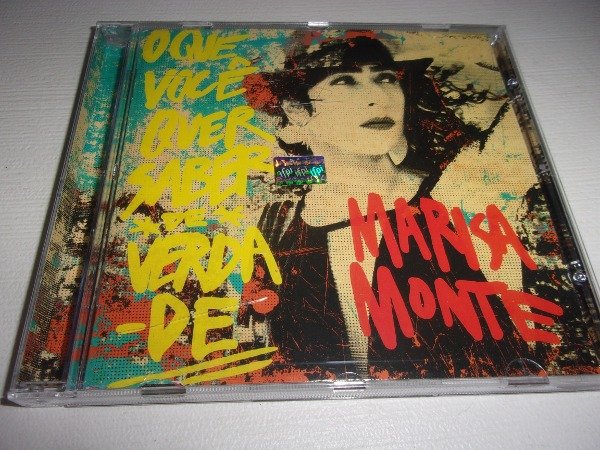 O QUE
VOCÊ
QUER
SABER
DE
VERDA
-DE
MARISA
MONTE